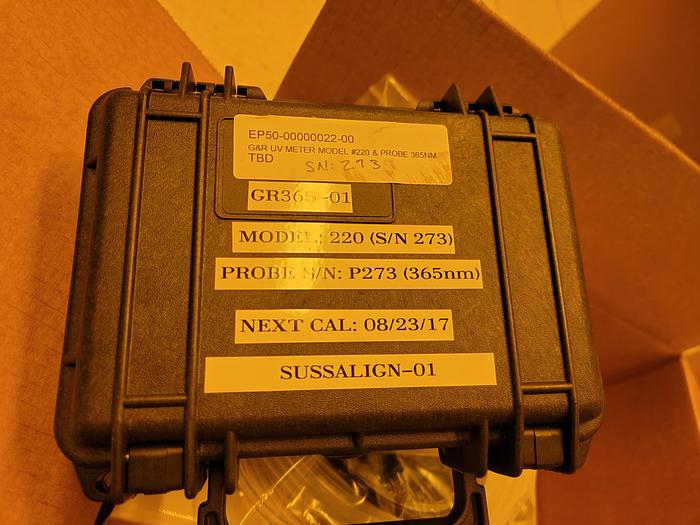 EP50-00000022-00
G&R UV METER MODEL #220 & PROBE 365NM
TBD
SN: 273
GR365-01
MODEL: 220 (S/N 273)
PROBE S/N: P273 (365nm)
NEXT CAL: 08/23/17
SUSSALIGN-01